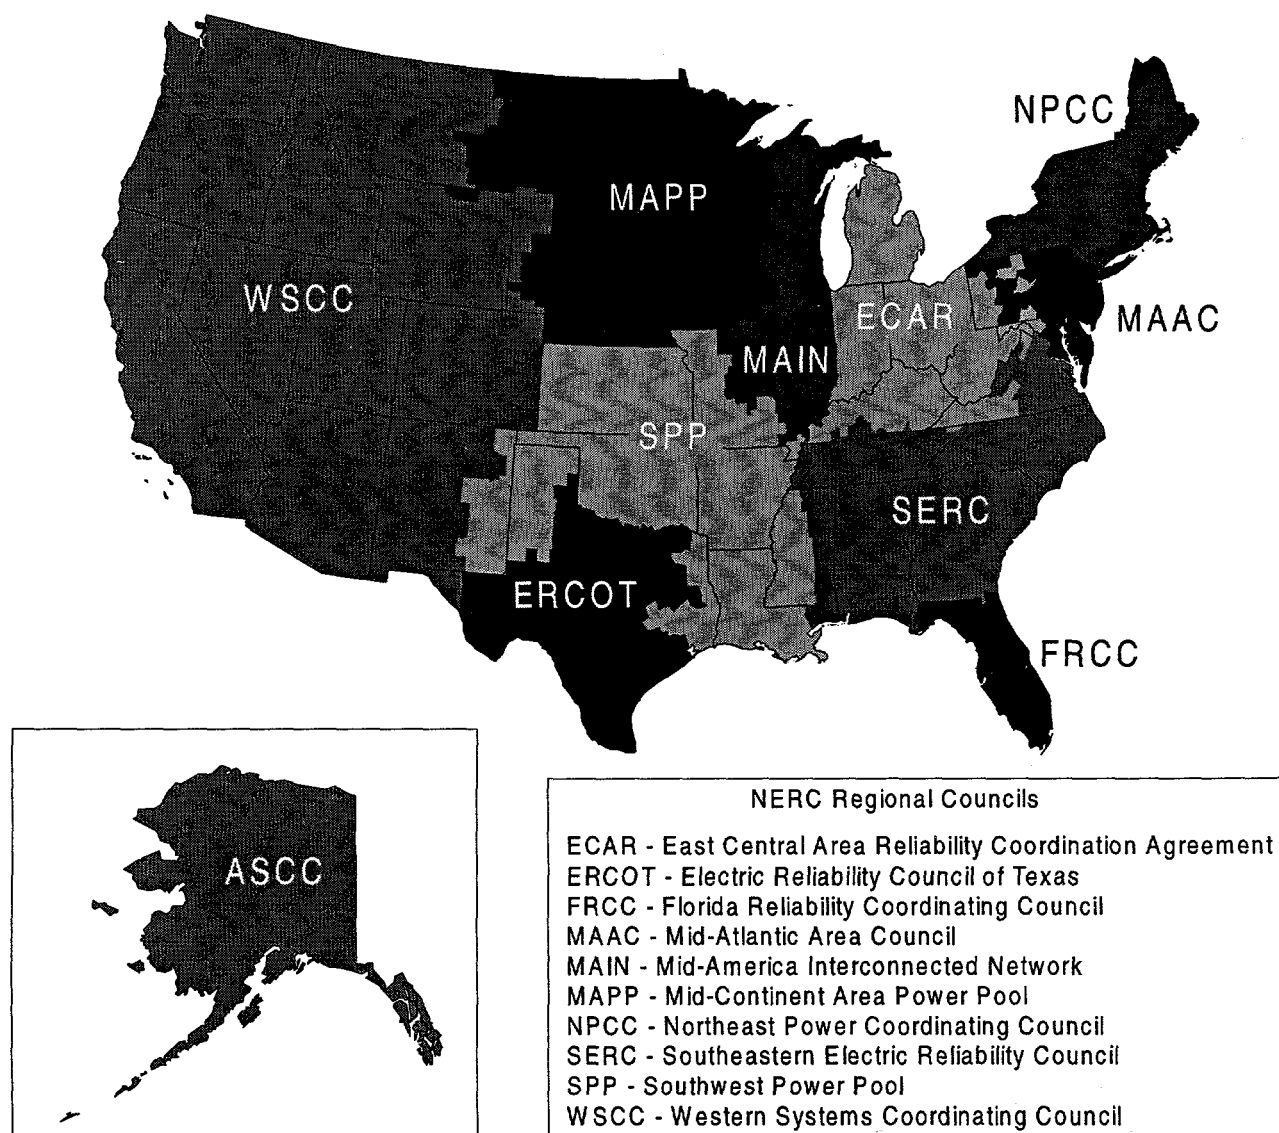 NPCC
MAPP
WSCC
ECAR
MAAC
MAIN
SPP
SERC
ERCOT
FRCC
ASCC
NERC Regional Councils
ECAR - East Central Area Reliability Coordination Agreement
ERCOT - Electric Reliability Council of Texas
FRCC - Florida Reliability Coordinating Council
MAAC - Mid-Atlantic Area Council
MAIN - Mid-America Interconnected Network
MAPP - Mid-Continent Area Power Pool
NPCC - Northeast Power Coordinating Council
SERC - Southeastern Electric Reliability Council
SPP - Southwest Power Pool
WSCC - Western Systems Coordinating Council